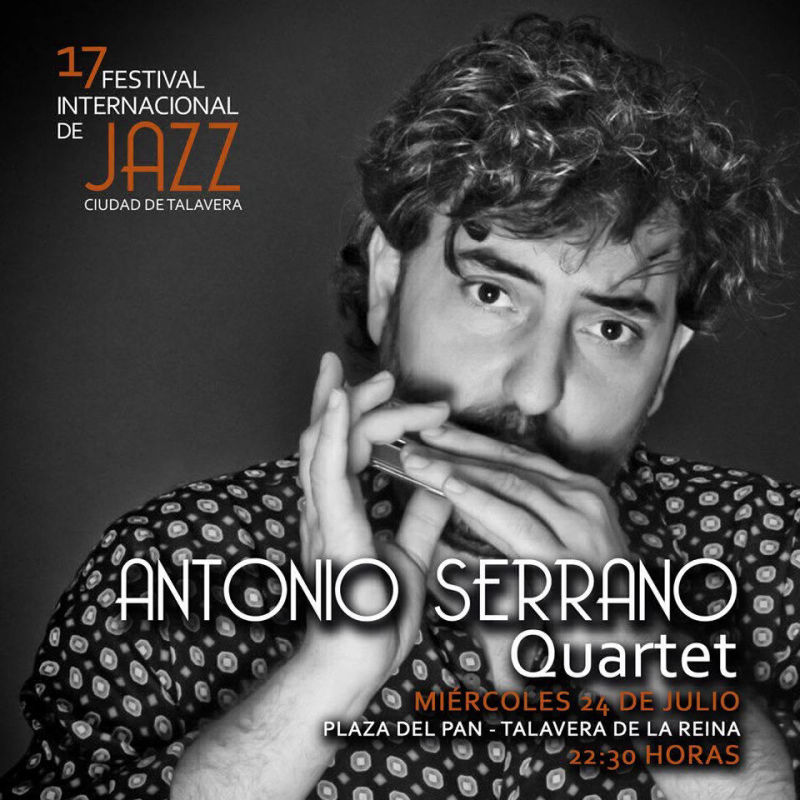 17 FESTIVAL
INTERNACIONAL
DE JAZZ
CIUDAD DE TALAVERA
ANTONIO SERRANO
Quartet
MIÉRCOLES 24 DE JULIO
PLAZA DEL PAN - TALAVERA DE LA REINA
22:30 HORAS